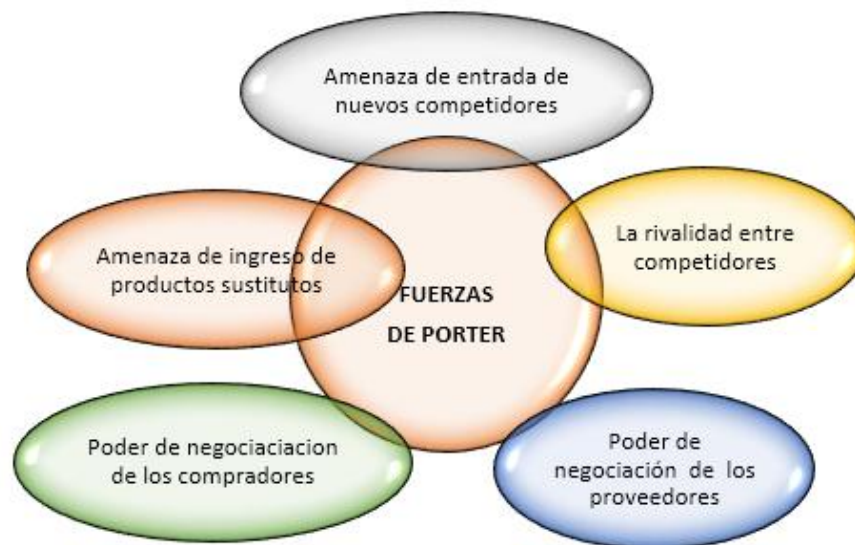 Amenaza de entrada de
nuevos competidores
Amenaza de ingreso de
productos sustitutos
FUERZAS
DE PORTER
La rivalidad entre
competidores
Poder de negociaciacion
de los compradores
Poder de
negociación de los
proveedores